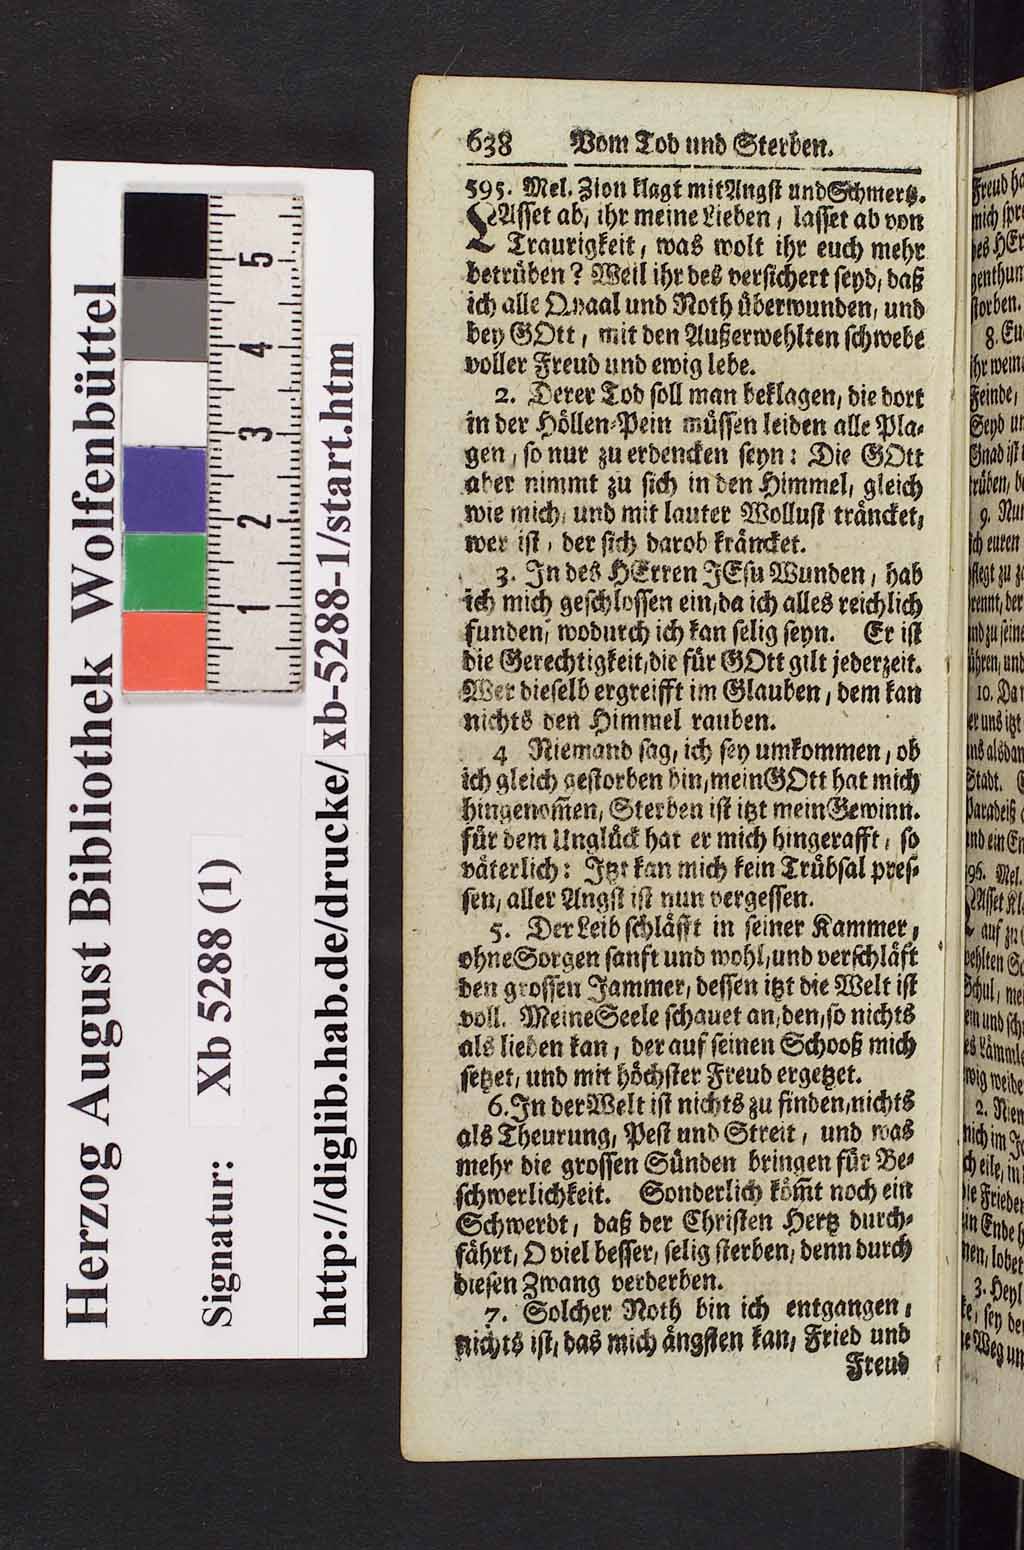 Herzog August Bibliothek Wolfenbüttel
Signatur: Xb 5288 (1)
http://diglib.hab.de/drucke/xb-5288-1/start.htm
1 2 3 4 5
638 Vom Tod und Sterben.
595. Mel. Zion klagt mit Angst und Schmertz.
LAsset ab, ihr meine Lieben, lasset ab von
Traurigkeit, was wolt ihr euch mehr
betrüben? Weil ihr des versichert seyd, daß
ich alle Qvaal und Noth überwunden, und
bey GOtt, mit den Außerwehlten schwebe
voller Freud und ewig lebe.
2. Derer Tod soll man beklagen, die dort
in der Höllen-Pein müssen leiden alle Pla-
gen, so nur zu erdencken seyn: Die GOtt
aber nimmt zu sich in den Himmel, gleich
wie mich, und mit lauter Wollust träncket,
wer ist, der sich darob kräncket.
3. In des HErren JEsu Wunden, hab
ich mich geschlossen ein, da ich alles reichlich
funden, wodurch ich kan selig seyn. Er ist
die Gerechtigkeit, die für GOtt gilt jederzeit.
Wer dieselb ergreifft im Glauben, dem kan
nichts den Himmel rauben.
4 Niemand sag, ich sey umkommen, ob
ich gleich gestorben bin, mein GOtt hat mich
hingenom̄en, Sterben ist itzt mein Gewinn.
für dem Unglück hat er mich hingerafft, so
väterlich: Itzt kan mich kein Trübsal pres-
sen, aller Angst ist nun vergessen.
5. Der Leib schläfft in seiner Kammer,
ohne Sorgen sanft und wohl, und verschläft
den grossen Jammer, dessen itzt die Welt ist
voll. Meine Seele schauet an, den, so nichts
als lieben kan, der auf seinen Schooß mich
setzet, und mit höchster Freud ergetzet.
6. In der Welt ist nichts zu finden, nichts
als Theurung, Pest und Streit, und was
mehr die grossen Sünden bringen für Be-
schwerlichkeit. Sonderlich köm̄t noch ein
Schwerdt, daß der Christen Hertz durch-
fährt, O viel besser, selig sterben, denn durch
diesen Zwang verderben.
7. Solcher Noth bin ich entgangen,
nichts ist, das mich ängsten kan, Fried und
Freud